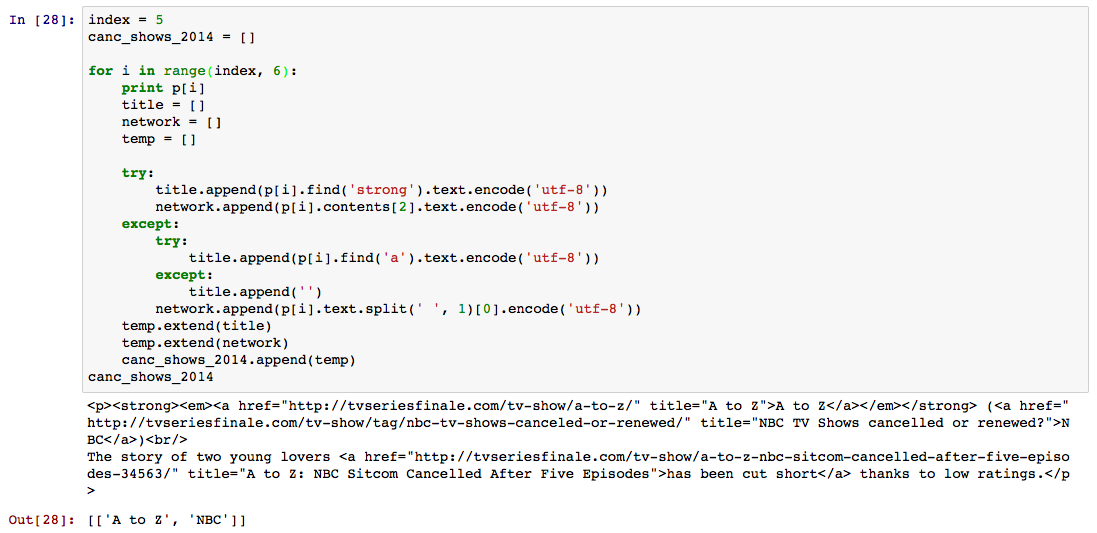 In [28]: index = 5
canc_shows_2014 = []
for i in range(index, 6):
    print p[i]
    title = []
    network = []
    temp = []
    try:
        title.append(p[i].find('strong').text.encode('utf-8'))
        network.append(p[i].contents[2].text.encode('utf-8'))
    except:
        try:
            title.append(p[i].find('a').text.encode('utf-8'))
        except:
            title.append('')
        network.append(p[i].text.split(' ', 1)[0].encode('utf-8'))
    temp.extend(title)
    temp.extend(network)
    canc_shows_2014.append(temp)
canc_shows_2014
<p><strong><em><a href="http://tvseriesfinale.com/tv-show/a-to-z/" title="A to Z">A to Z</a></em></strong> (<a href="
http://tvseriesfinale.com/tv-show/tag/nbc-tv-shows-canceled-or-renewed/" title="NBC TV Shows cancelled or renewed?">N
BC</a>)<br/>
The story of two young lovers <a href="http://tvseriesfinale.com/tv-show/a-to-z-nbc-sitcom-cancelled-after-five-episo
des-34563/" title="A to Z: NBC Sitcom Cancelled After Five Episodes">has been cut short</a> thanks to low ratings.</p
>
Out[28]: [['A to Z', 'NBC']]